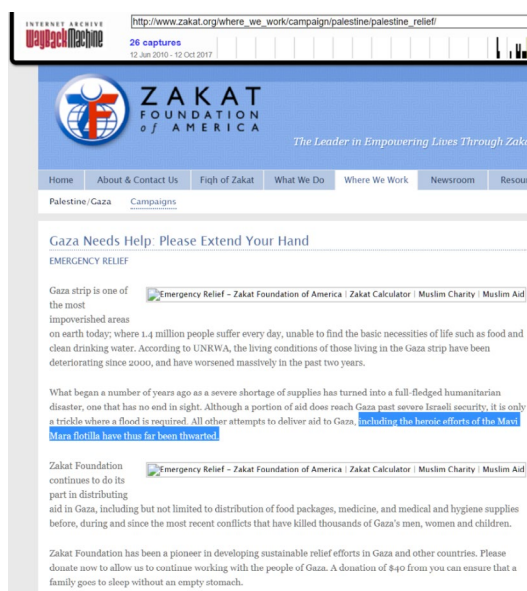 INTERNET ARCHIVE
WayBackMachine
http://www.zakat.org/where_we_work/campaign/palestine/palestine_relief/
26 captures
12 Jun 2010 - 12 Oct 2017
ZAKAT
FOUNDATION
of AMERICA
The Leader in Empowering Lives Through Zaka
Home About & Contact Us Fiqh of Zakat What We Do Where We Work Newsroom Resour
Palestine/Gaza Campaigns
Gaza Needs Help: Please Extend Your Hand
EMERGENCY RELIEF
Gaza strip is one of
the most
impoverished areas
Emergency Relief – Zakat Foundation of America | Zakat Calculator | Muslim Charity | Muslim Aid
on earth today; where 1.4 million people suffer every day, unable to find the basic necessities of life such as food and
clean drinking water. According to UNRWA, the living conditions of those living in the Gaza strip have been
deteriorating since 2000, and have worsened massively in the past two years.
What began a number of years ago as a severe shortage of supplies has turned into a full-fledged humanitarian
disaster, one that has no end in sight. Although a portion of aid does reach Gaza past severe Israeli security, it is only
a trickle where a flood is required. All other attempts to deliver aid to Gaza, including the heroic efforts of the Mavi
Mara flotilla have thus far been thwarted.
Zakat Foundation
continues to do its
part in distributing
Emergency Relief – Zakat Foundation of America | Zakat Calculator | Muslim Charity | Muslim Aid
aid in Gaza, including but not limited to distribution of food packages, medicine, and medical and hygiene supplies
before, during and since the most recent conflicts that have killed thousands of Gaza's men, women and children.
Zakat Foundation has been a pioneer in developing sustainable relief efforts in Gaza and other countries. Please
donate now to allow us to continue working with the people of Gaza. A donation of $40 from you can ensure that a
family goes to sleep without an empty stomach.